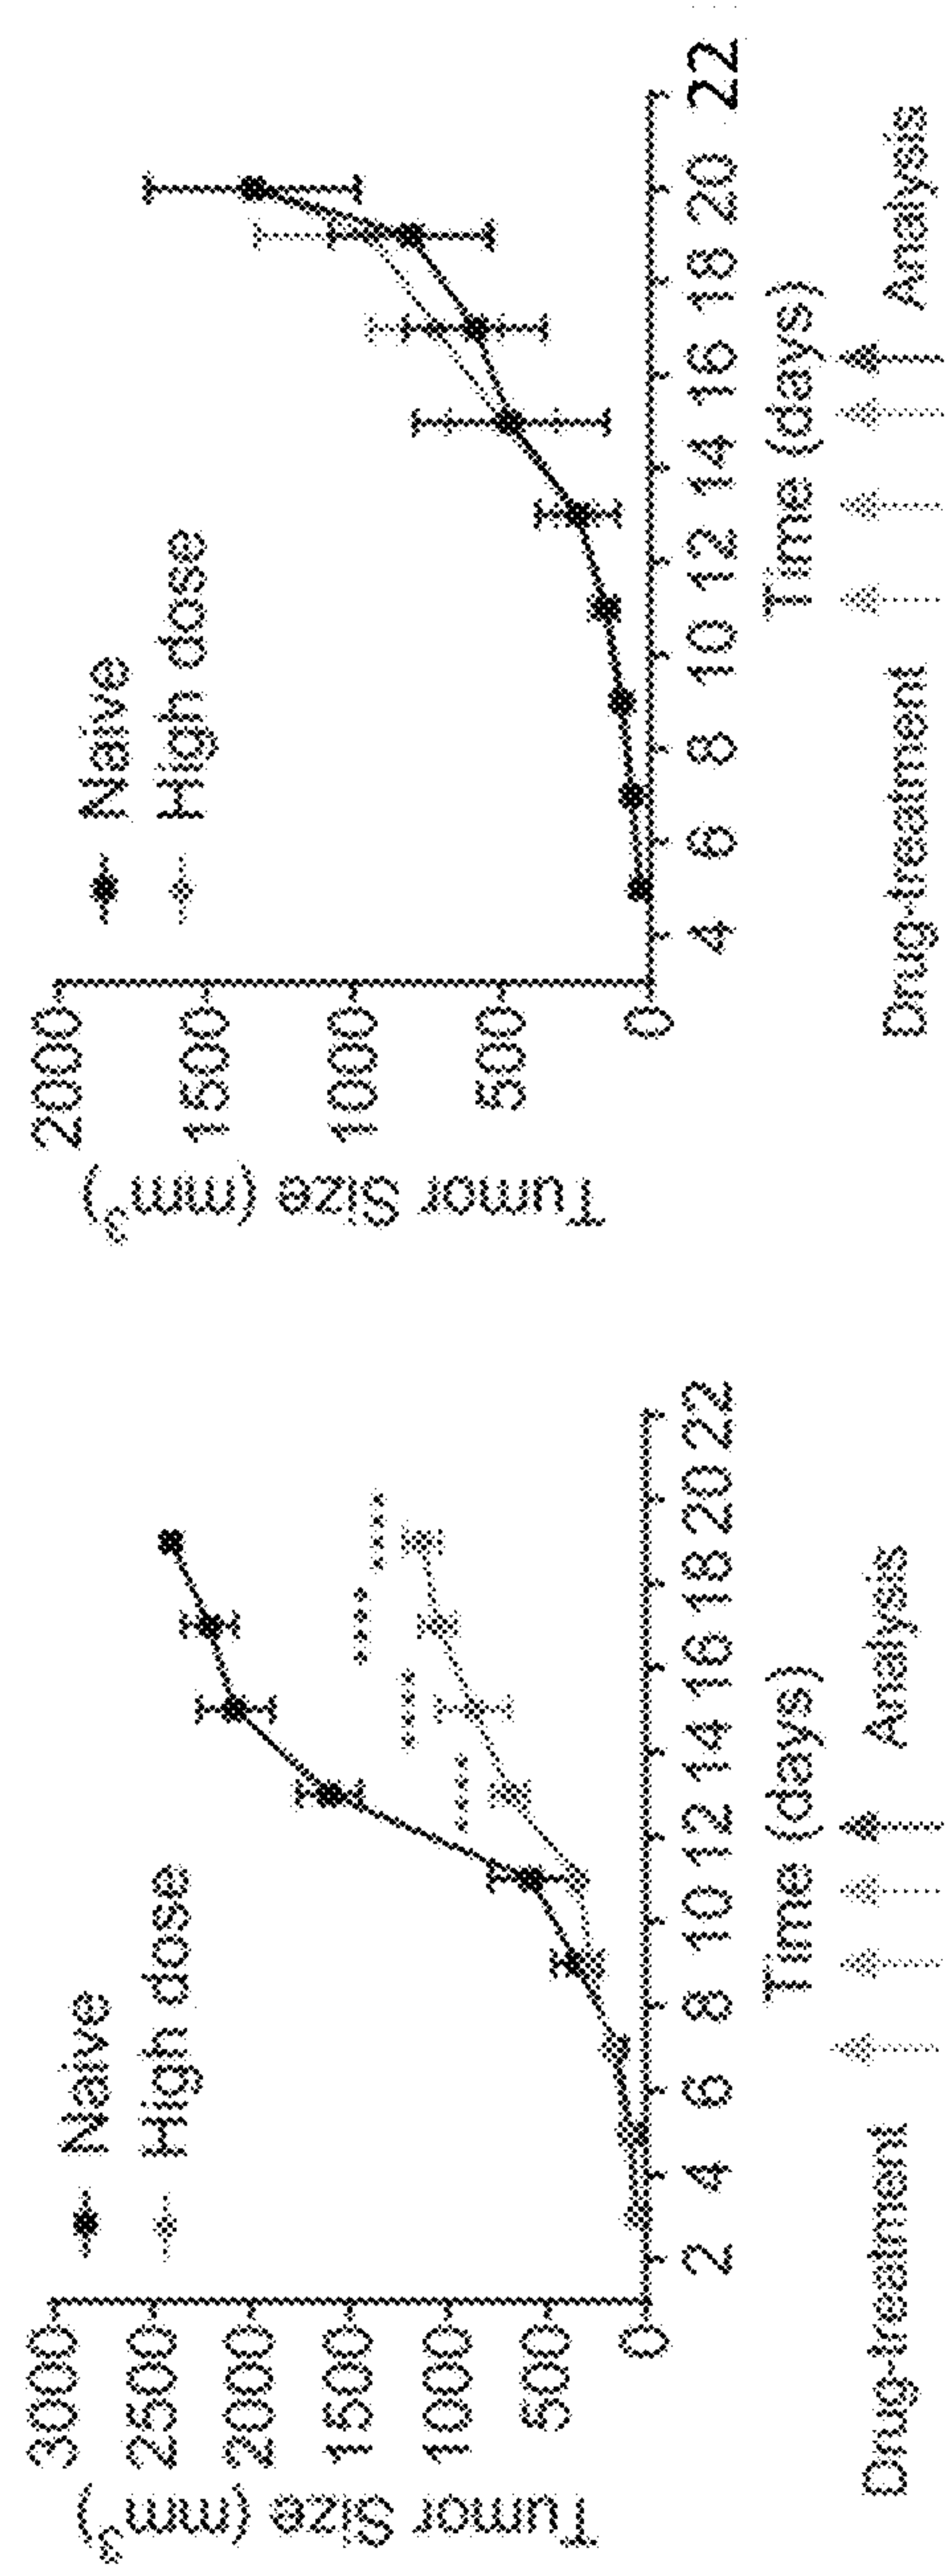 Tumor Size (mm³)
3000
2500
2000
1500
1000
500
0
Naive
High dose
****
****
****
****
2 4 6 8 10 12 14 16 18 20 22
Time (days)
Drug-treatment
Analysis
Tumor Size (mm³)
2000
1500
1000
500
0
Naive
High dose
4 6 8 10 12 14 16 18 20 22
Time (days)
Drug-treatment
Analysis